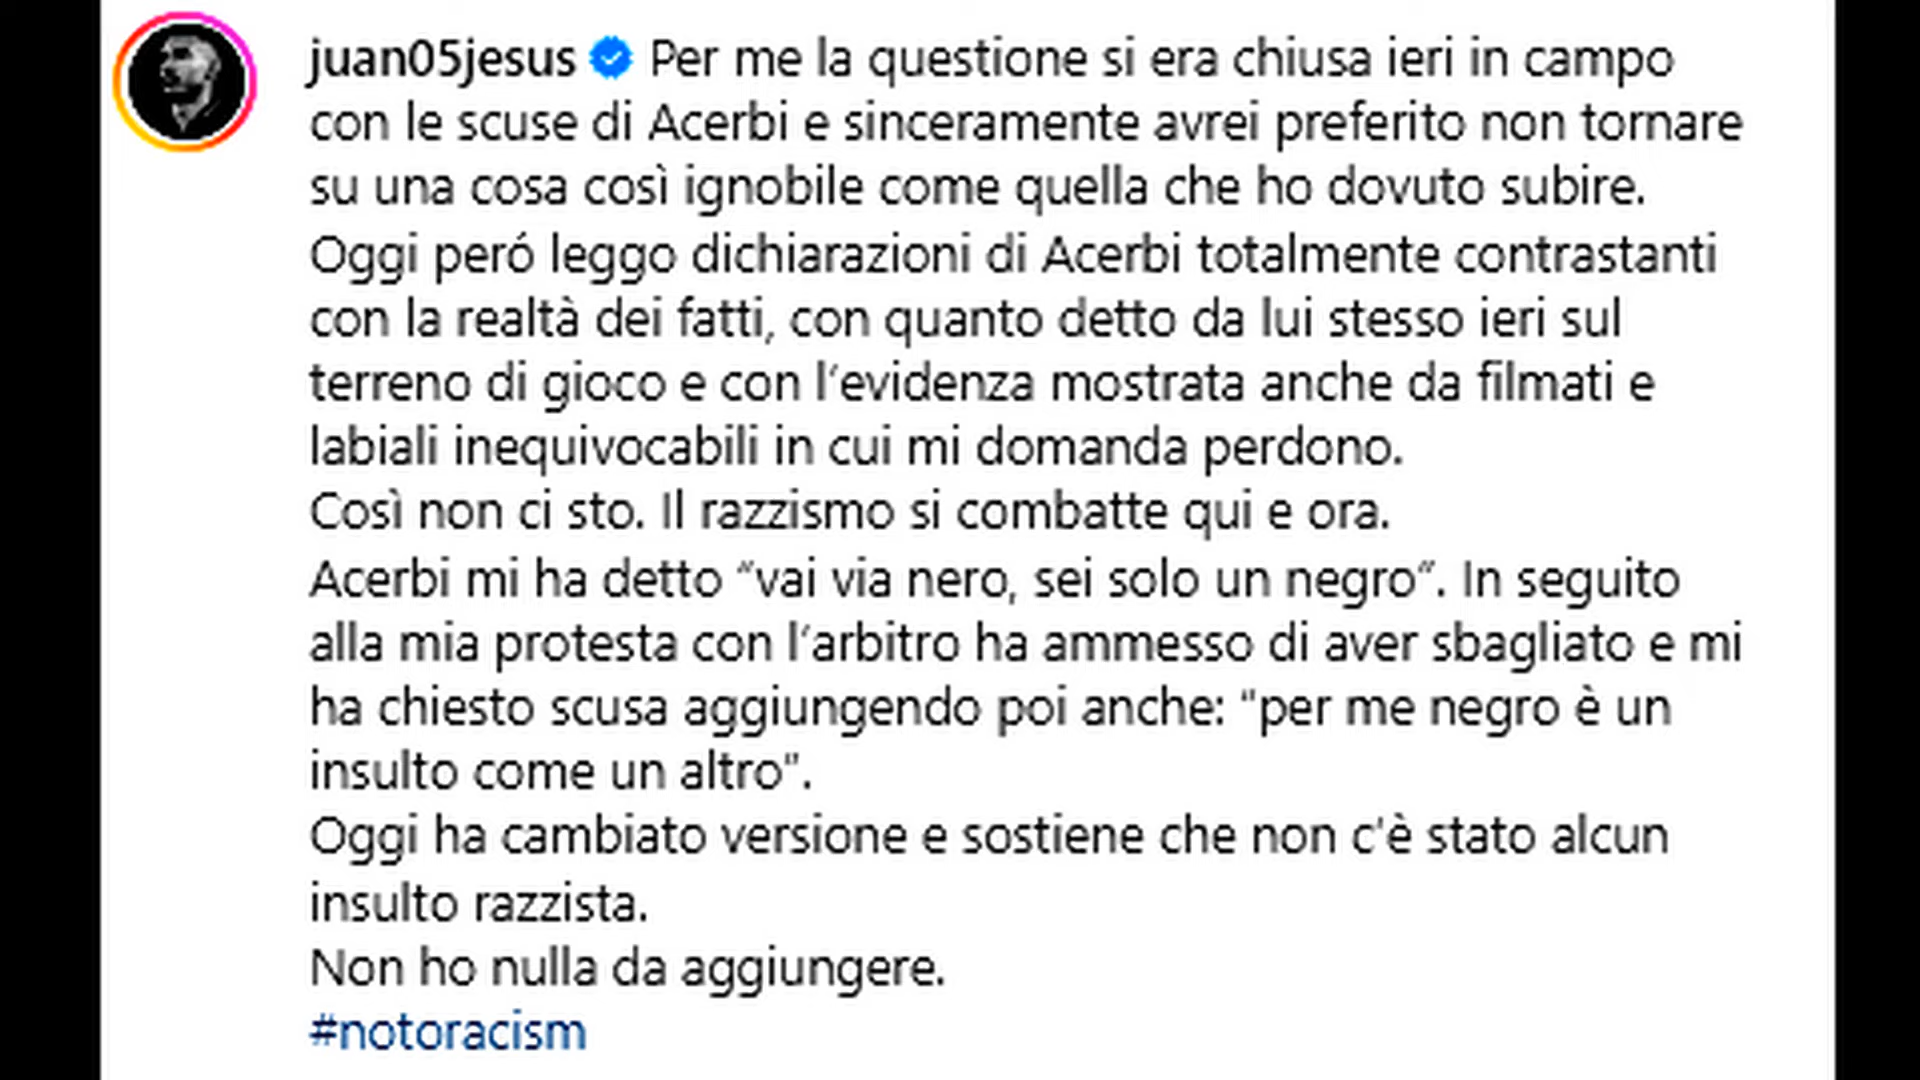 juan05jesus Per me la questione si era chiusa ieri in campo
con le scuse di Acerbi e sinceramente avrei preferito non tornare
su una cosa così ignobile come quella che ho dovuto subire.
Oggi peró leggo dichiarazioni di Acerbi totalmente contrastanti
con la realtà dei fatti, con quanto detto da lui stesso ieri sul
terreno di gioco e con l’evidenza mostrata anche da filmati e
labiali inequivocabili in cui mi domanda perdono.
Così non ci sto. Il razzismo si combatte qui e ora.
Acerbi mi ha detto “vai via nero, sei solo un negro”. In seguito
alla mia protesta con l’arbitro ha ammesso di aver sbagliato e mi
ha chiesto scusa aggiungendo poi anche: "per me negro è un
insulto come un altro".
Oggi ha cambiato versione e sostiene che non c'è stato alcun
insulto razzista.
Non ho nulla da aggiungere.
#notoracism